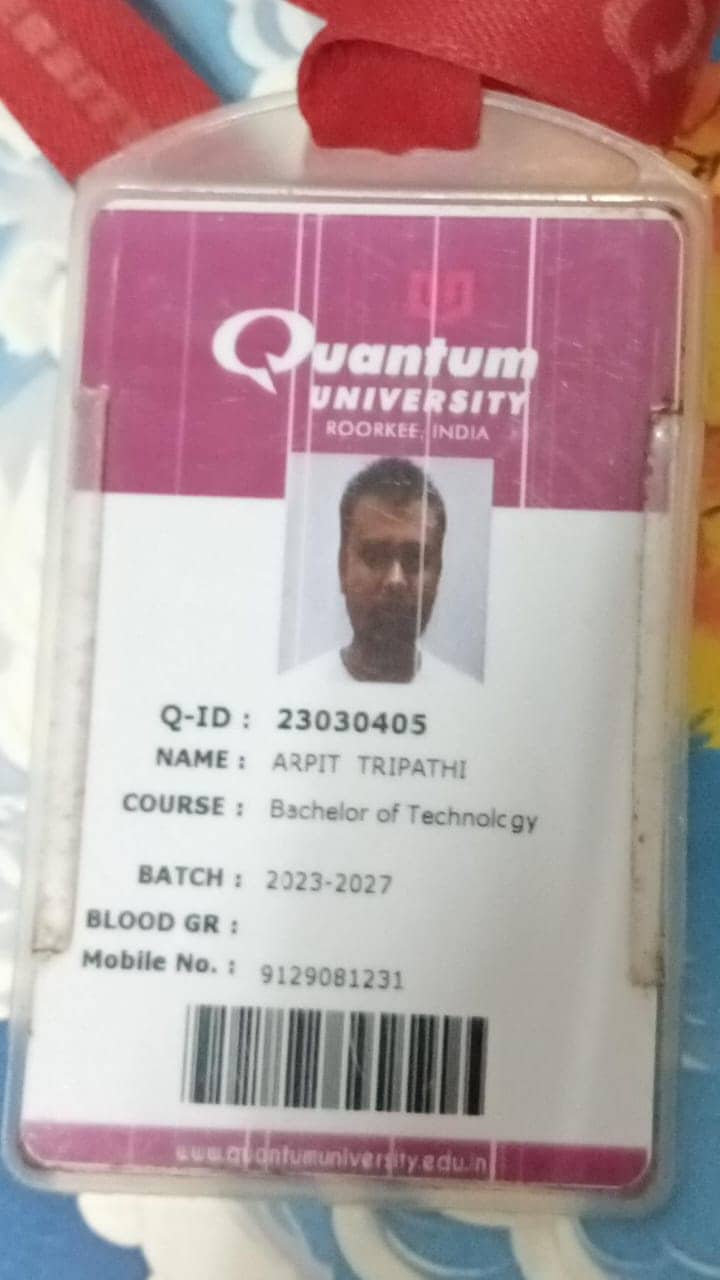 ERSITY
Quantum
UNIVERSITY
ROORKEE, INDIA
Q-ID : 23030405
NAME : ARPIT TRIPATHI
COURSE : Bachelor of Technology
BATCH : 2023-2027
BLOOD GR :
Mobile No. : 9129081231
www.quantumuniversity.edu.in